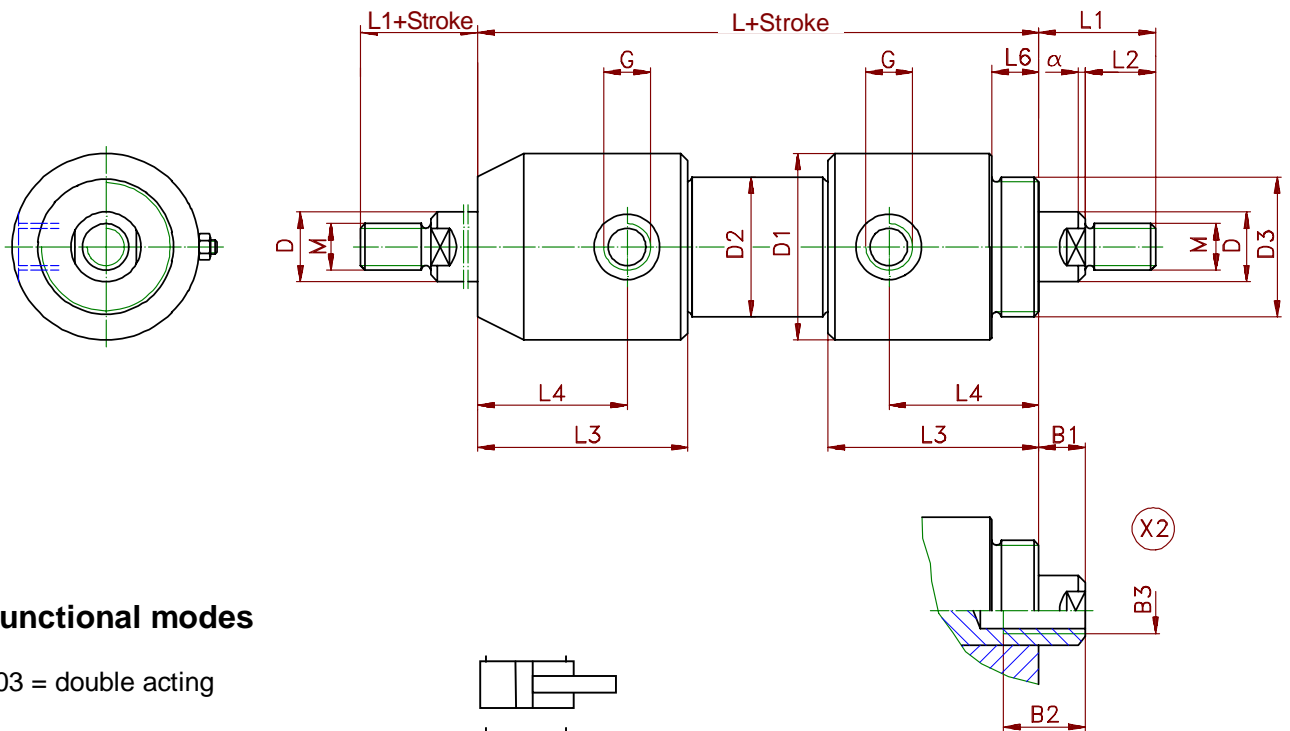 L1+Stroke
L+Stroke
L1
G
G
L6
α
L2
D
M
D2
D1
M
D
D3
L4
L4
L3
L3
B1
X2
B3
B2
unctional modes
03 = double acting